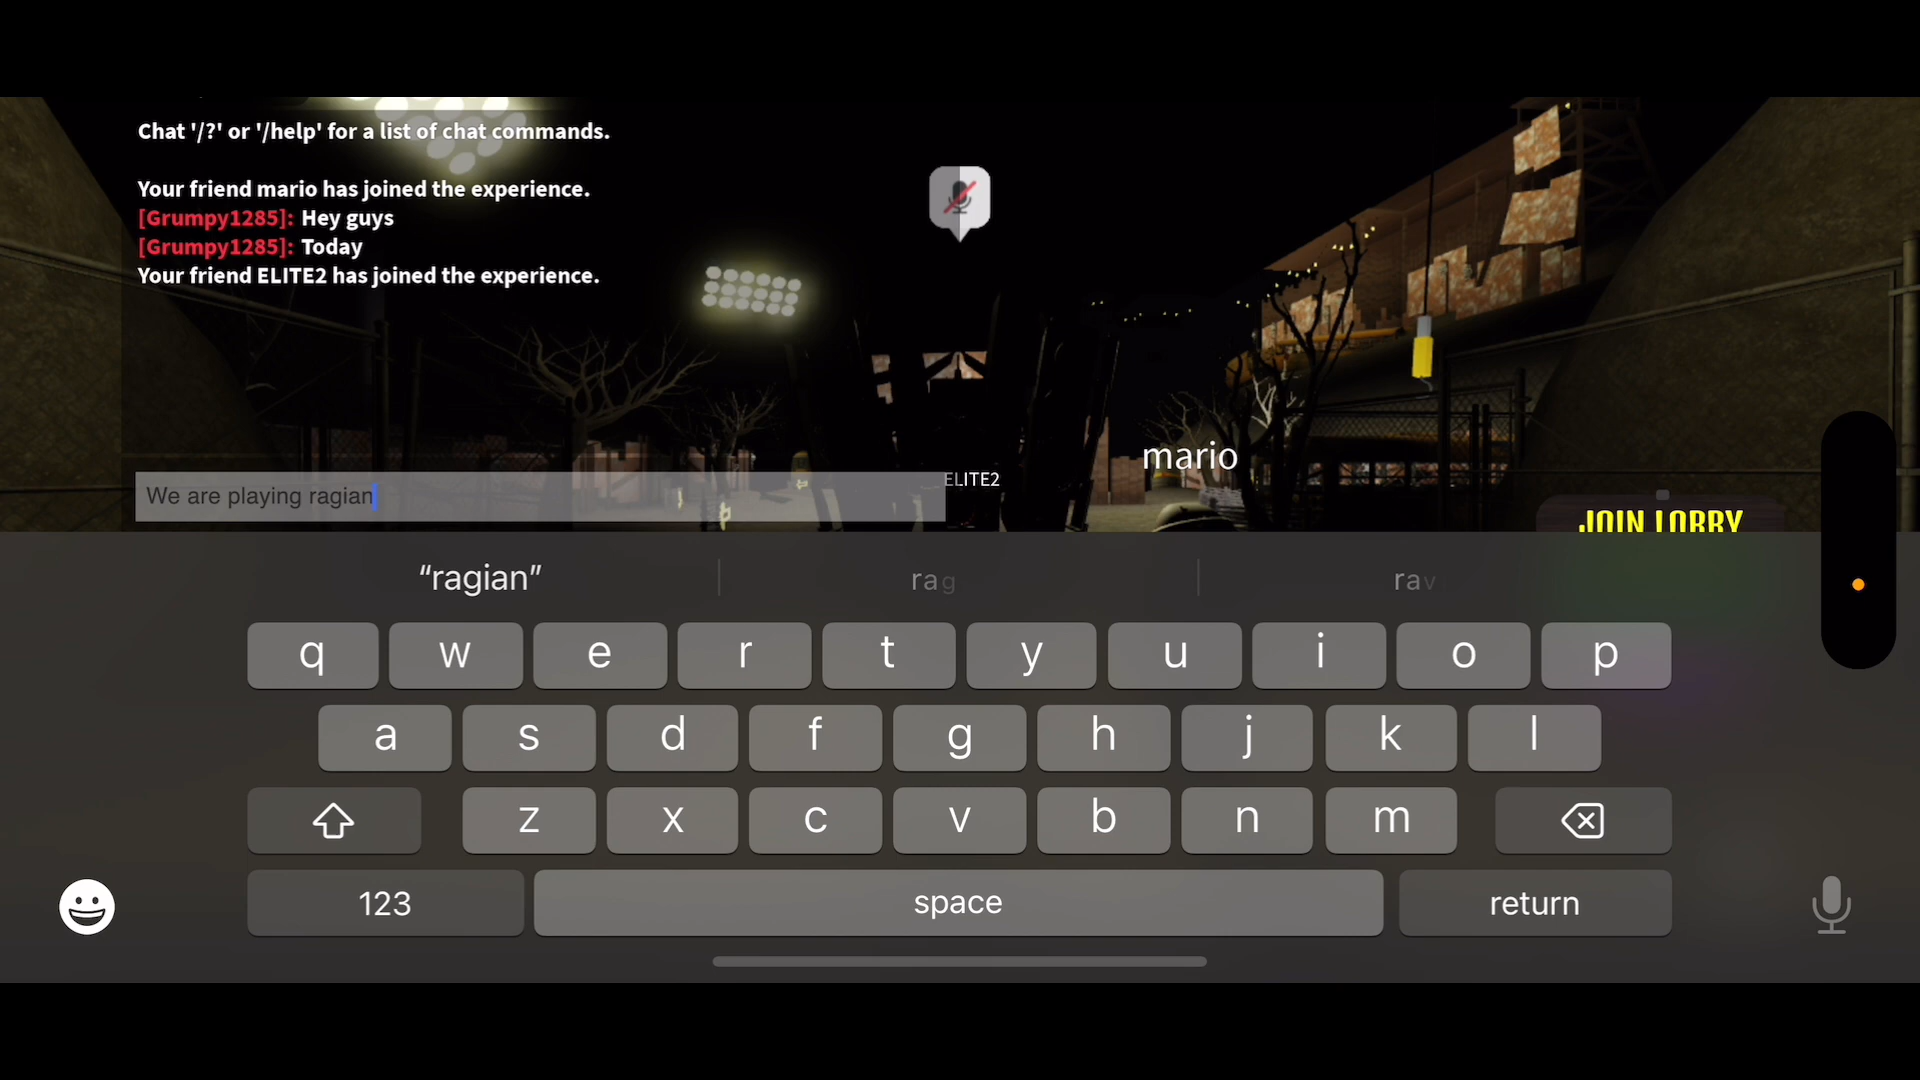 Chat '/?' or '/help' for a list of chat commands.
Your friend mario has joined the experience.
[Grumpy1285]: Hey guys
[Grumpy1285]: Today
Your friend ELITE2 has joined the experience.
mario
ELITE2
We are playing ragian
JOIN LOBBY
“ragian”
rag
rav
q w e r t y u i o p
a s d f g h j k l
z x c v b n m
123 space return